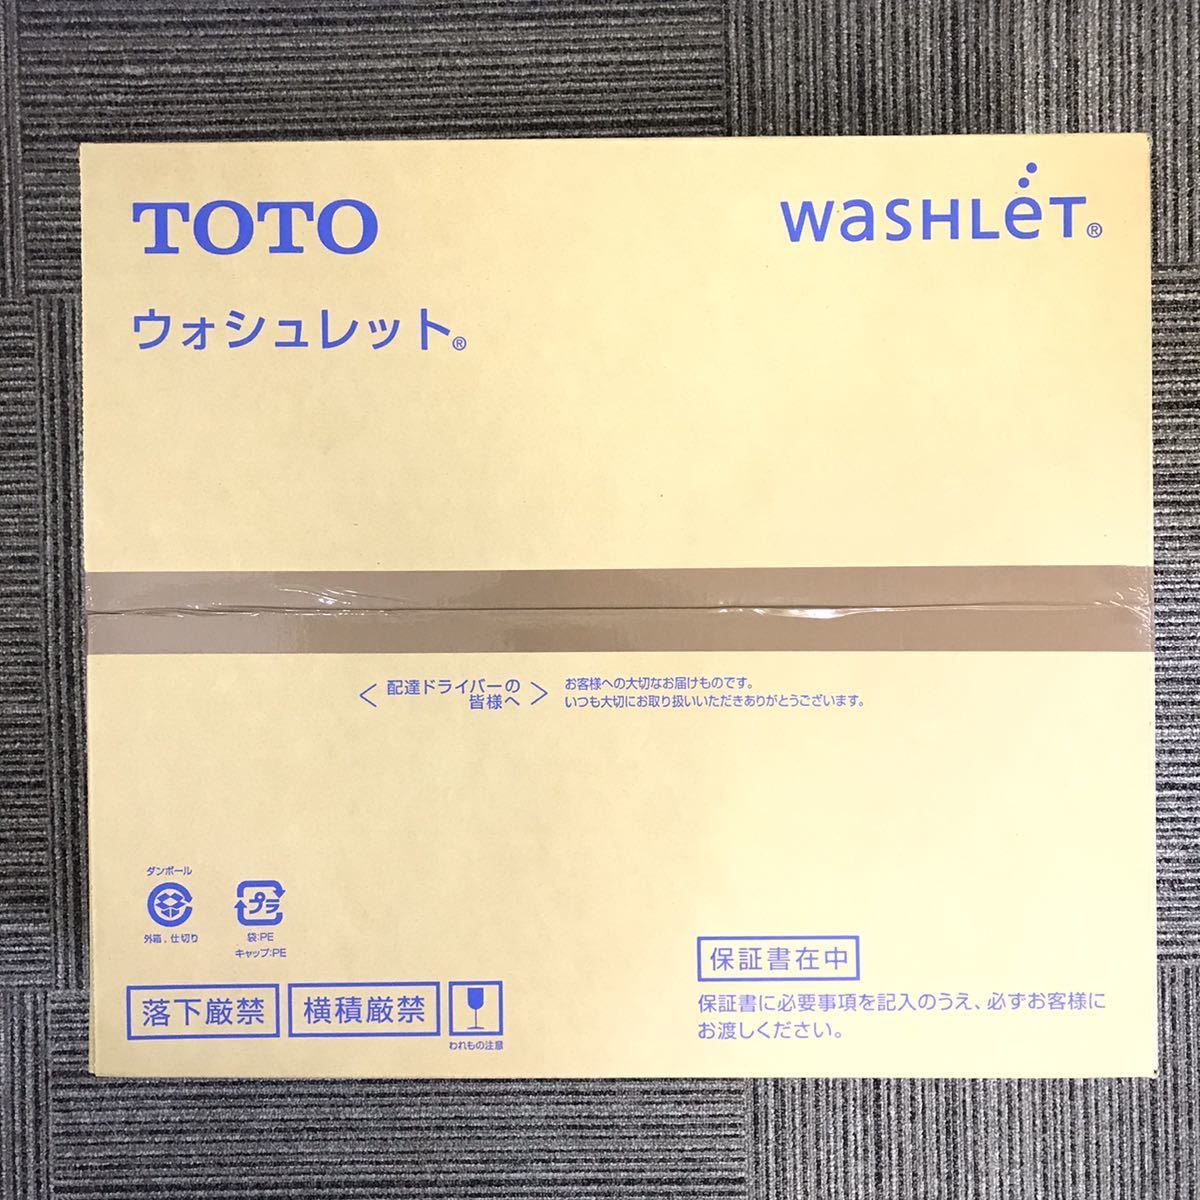 TOTO
WASHLET®
ウォシュレット®
＜配達ドライバーの皆様へ＞
お客様への大切なお届けものです。
いつも大切にお取り扱いいただきありがとうございます。
ダンボール
外箱，仕切り
プラ
袋:PE
キャップ:PE
落下厳禁
横積厳禁
われもの注意
保証書在中
保証書に必要事項を記入のうえ、必ずお客様に
お渡しください。